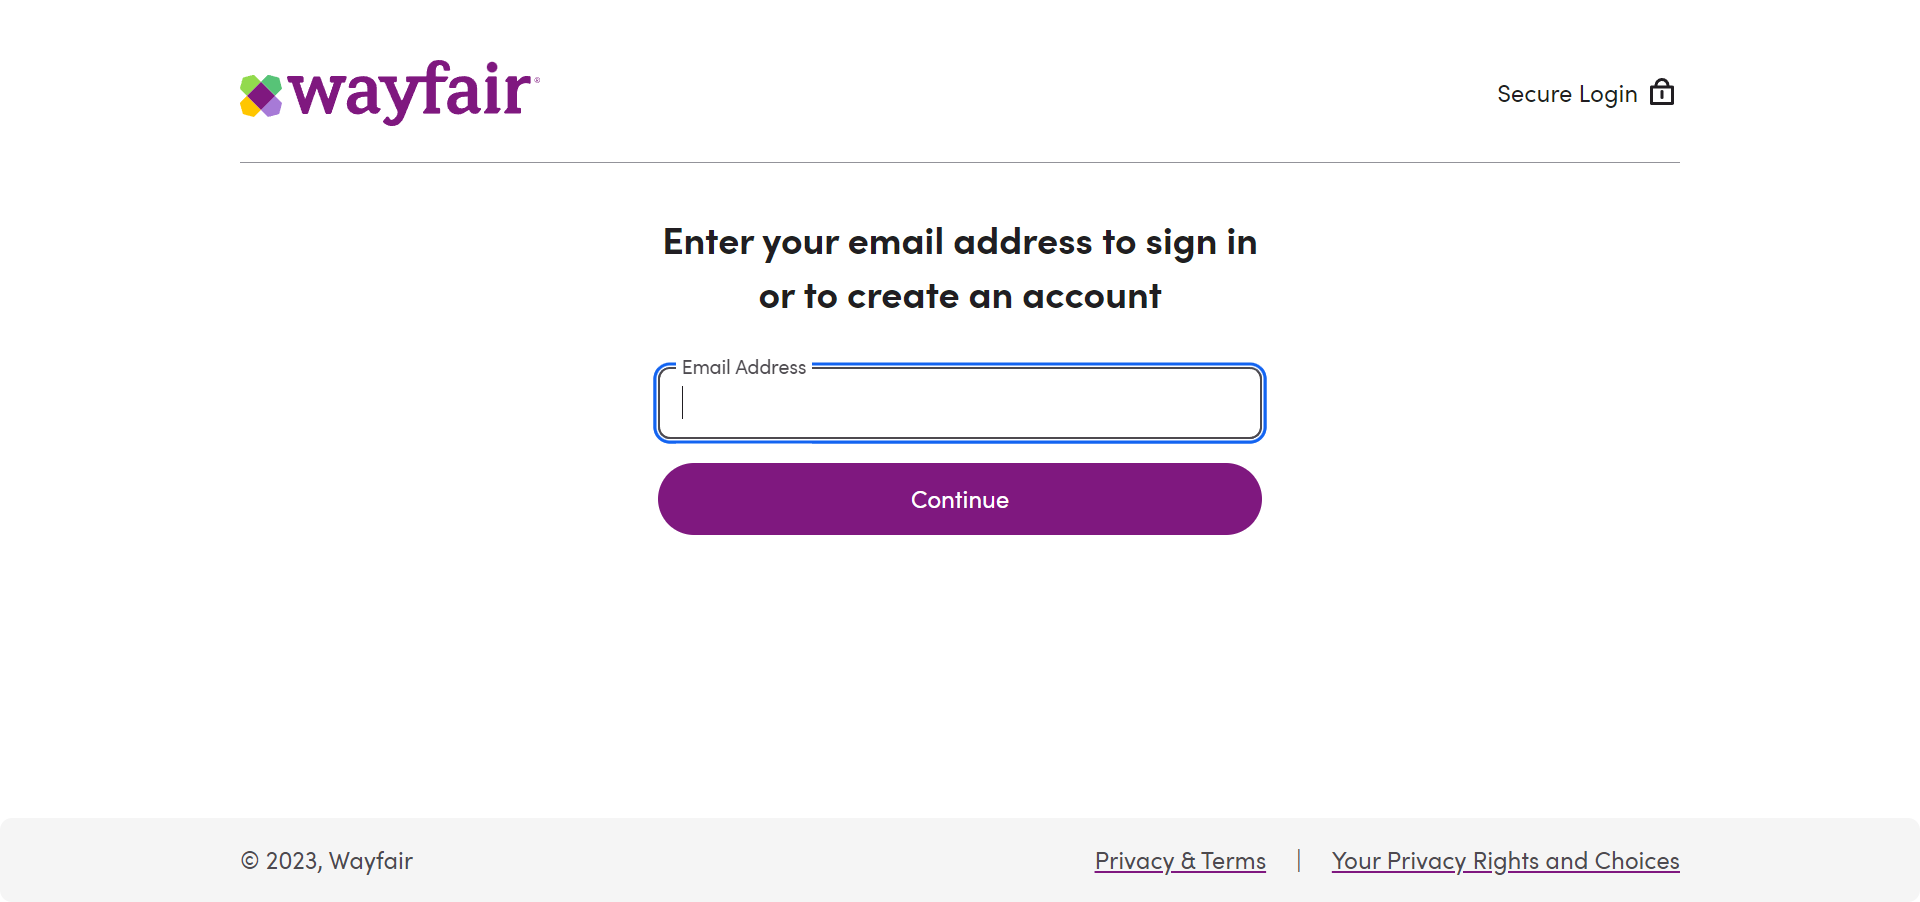 wayfair®
Secure Login
Enter your email address to sign in
or to create an account
Email Address
Continue
© 2023, Wayfair
Privacy & Terms | Your Privacy Rights and Choices